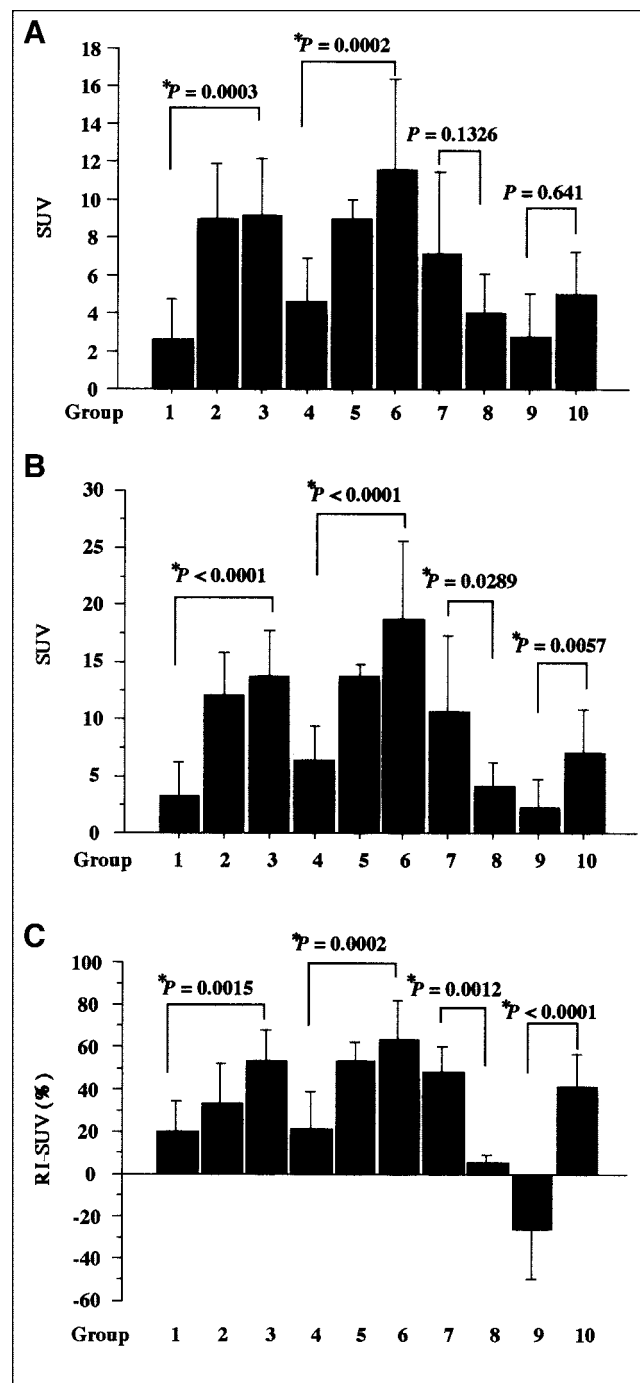 A
*P = 0.0002
*P = 0.0003
P = 0.1326
P = 0.641
SUV
18
16
14
12
10
8
6
4
2
0
Group 1 2 3 4 5 6 7 8 9 10
B
*P < 0.0001
*P < 0.0001
*P = 0.0289
*P = 0.0057
SUV
30
25
20
15
10
5
0
Group 1 2 3 4 5 6 7 8 9 10
C
*P = 0.0002
*P = 0.0015
*P = 0.0012
*P < 0.0001
RI-SUV (%)
100
80
60
40
20
0
-20
-40
-60
Group 1 2 3 4 5 6 7 8 9 10